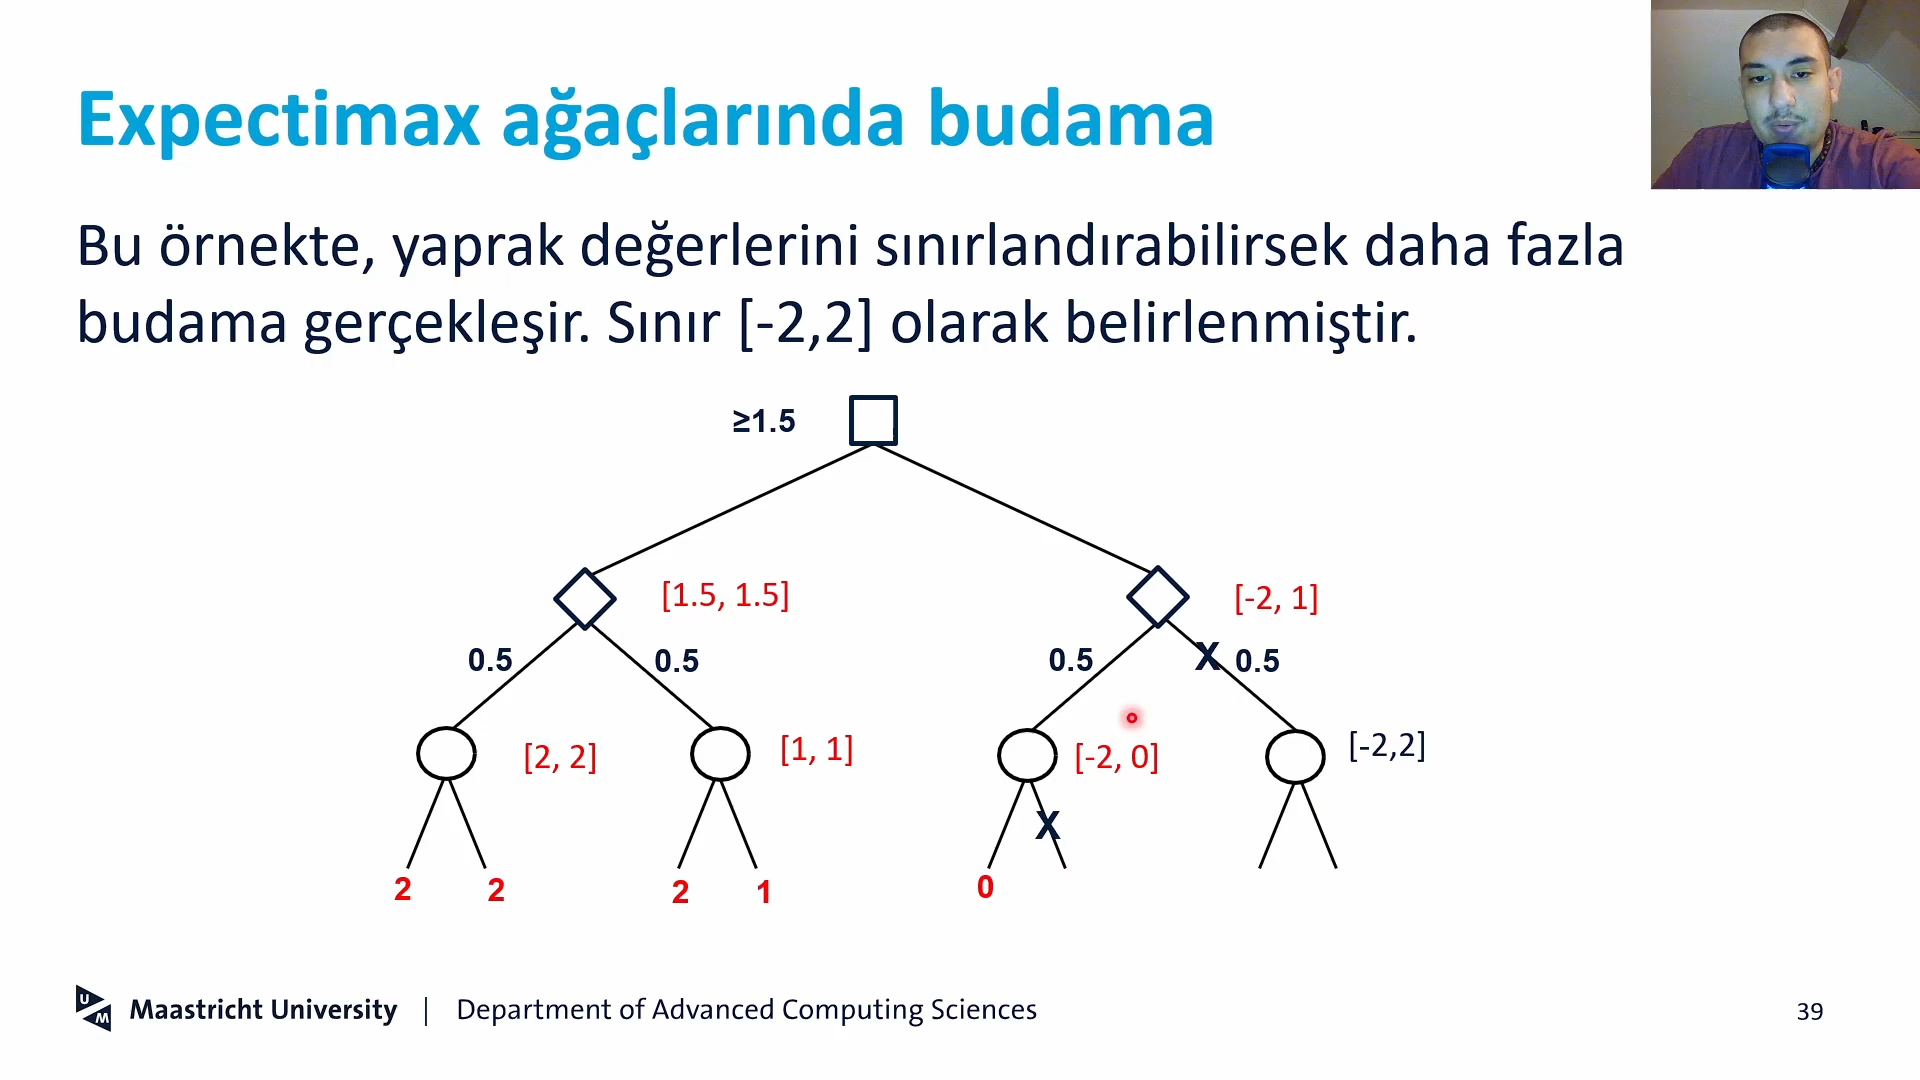 Expectimax ağaçlarında budama
Bu örnekte, yaprak değerlerini sınırlandırabilirsek daha fazla
budama gerçekleşir. Sınır [-2,2] olarak belirlenmiştir.
≥1.5
[1.5, 1.5]
[-2, 1]
0.5
0.5
0.5
X
0.5
[2, 2]
[1, 1]
[-2, 0]
[-2,2]
X
2
2
2
1
0
UM
Maastricht University | Department of Advanced Computing Sciences
39